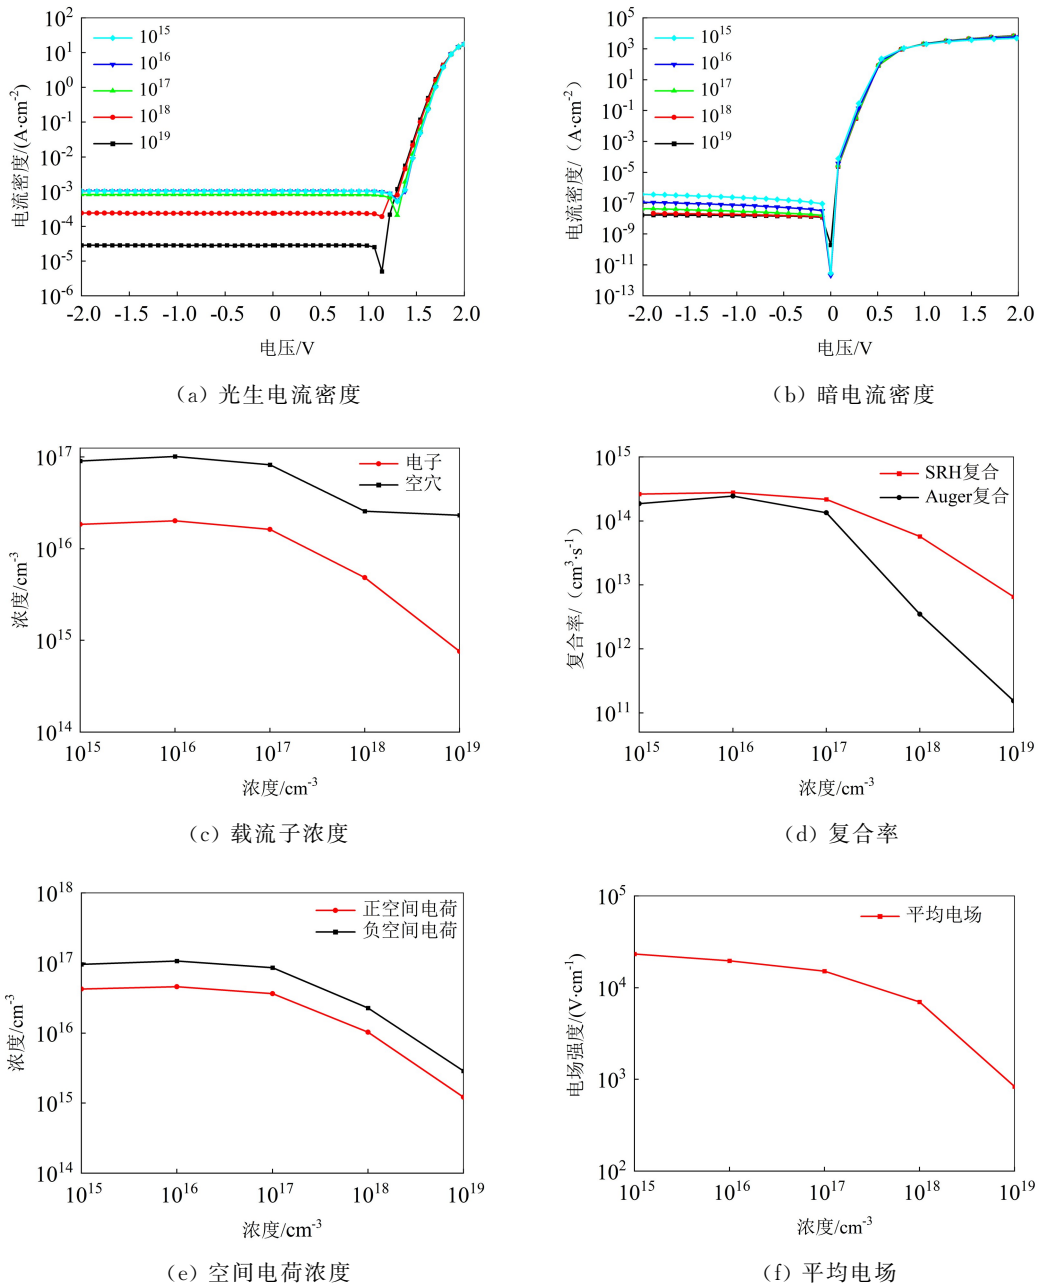 10²
10¹
10⁰
10⁻¹
10⁻²
10⁻³
10⁻⁴
10⁻⁵
10⁻⁶
电流密度/(A·cm⁻²)
10¹⁵
10¹⁶
10¹⁷
10¹⁸
10¹⁹
-2.0 -1.5 -1.0 -0.5 0 0.5 1.0 1.5 2.0
电压/V
(a) 光生电流密度
10⁵
10³
10¹
10⁻¹
10⁻³
10⁻⁵
10⁻⁷
10⁻⁹
10⁻¹¹
10⁻¹³
电流密度/（A·cm⁻²)
10¹⁵
10¹⁶
10¹⁷
10¹⁸
10¹⁹
-2.0 -1.5 -1.0 -0.5 0 0.5 1.0 1.5 2.0
电压/V
(b) 暗电流密度
10¹⁷
10¹⁶
10¹⁵
10¹⁴
浓度/cm⁻³
电子
空穴
10¹⁵ 10¹⁶ 10¹⁷ 10¹⁸ 10¹⁹
浓度/cm⁻³
(c) 载流子浓度
10¹⁵
10¹⁴
10¹³
10¹²
10¹¹
复合率/（cm³·s⁻¹）
SRH复合
Auger复合
10¹⁵ 10¹⁶ 10¹⁷ 10¹⁸ 10¹⁹
浓度/cm⁻³
(d) 复合率
10¹⁸
10¹⁷
10¹⁶
10¹⁵
10¹⁴
浓度/cm⁻³
正空间电荷
负空间电荷
10¹⁵ 10¹⁶ 10¹⁷ 10¹⁸ 10¹⁹
浓度/cm⁻³
(e) 空间电荷浓度
10⁵
10⁴
10³
10²
电场强度/(V·cm⁻¹)
平均电场
10¹⁵ 10¹⁶ 10¹⁷ 10¹⁸ 10¹⁹
浓度/cm⁻³
(f) 平均电场